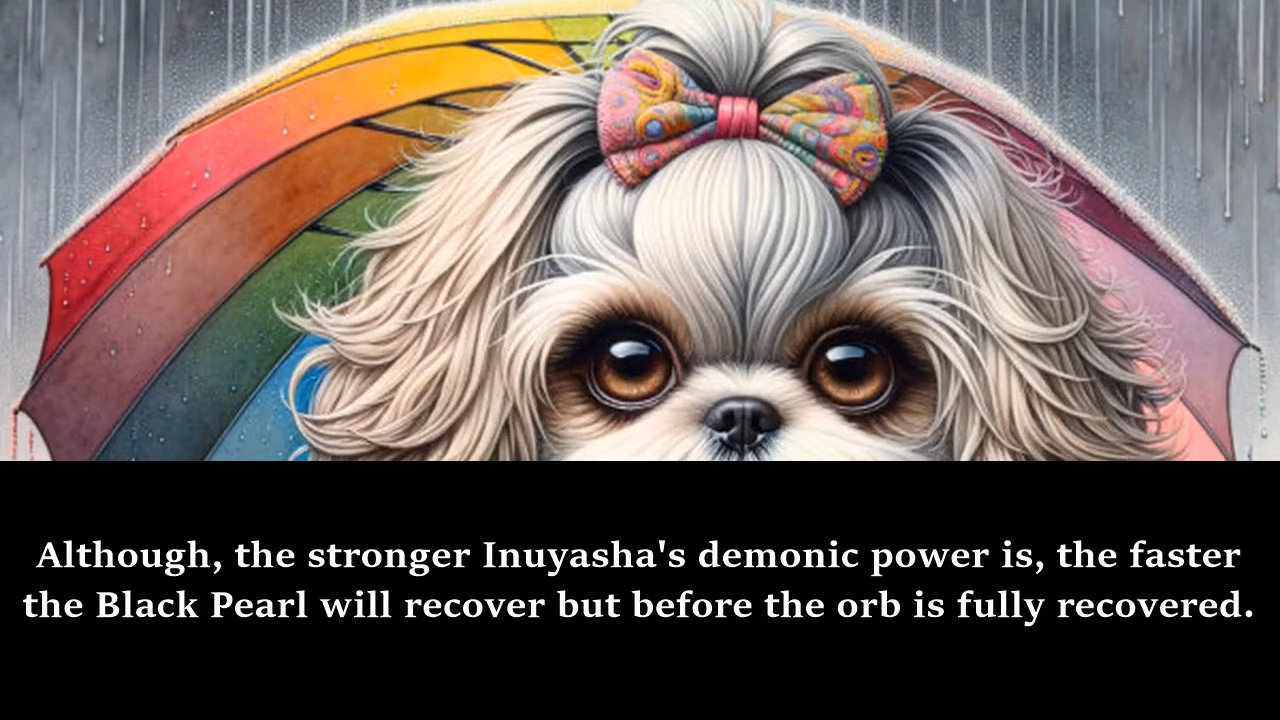 Although, the stronger Inuyasha's demonic power is, the faster
the Black Pearl will recover but before the orb is fully recovered.